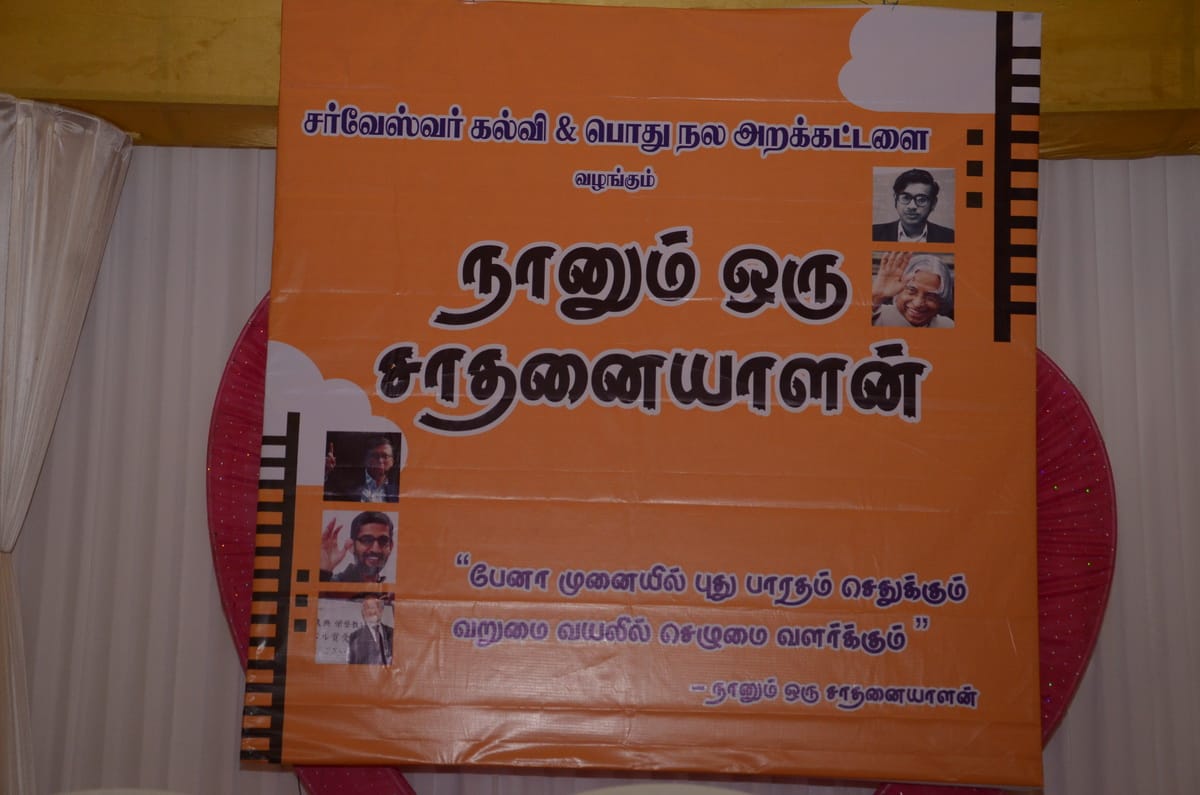 சர்வேஸ்வர் கல்வி & பொது நல அறக்கட்டளை
வழங்கும்
நானும் ஒரு
சாதனையாளன்
“பேனா முனையில் புது பாரதம் செதுக்கும்
வறுமை வயலில் செழுமை வளர்க்கும் ”
– நானும் ஒரு சாதனையாளன்